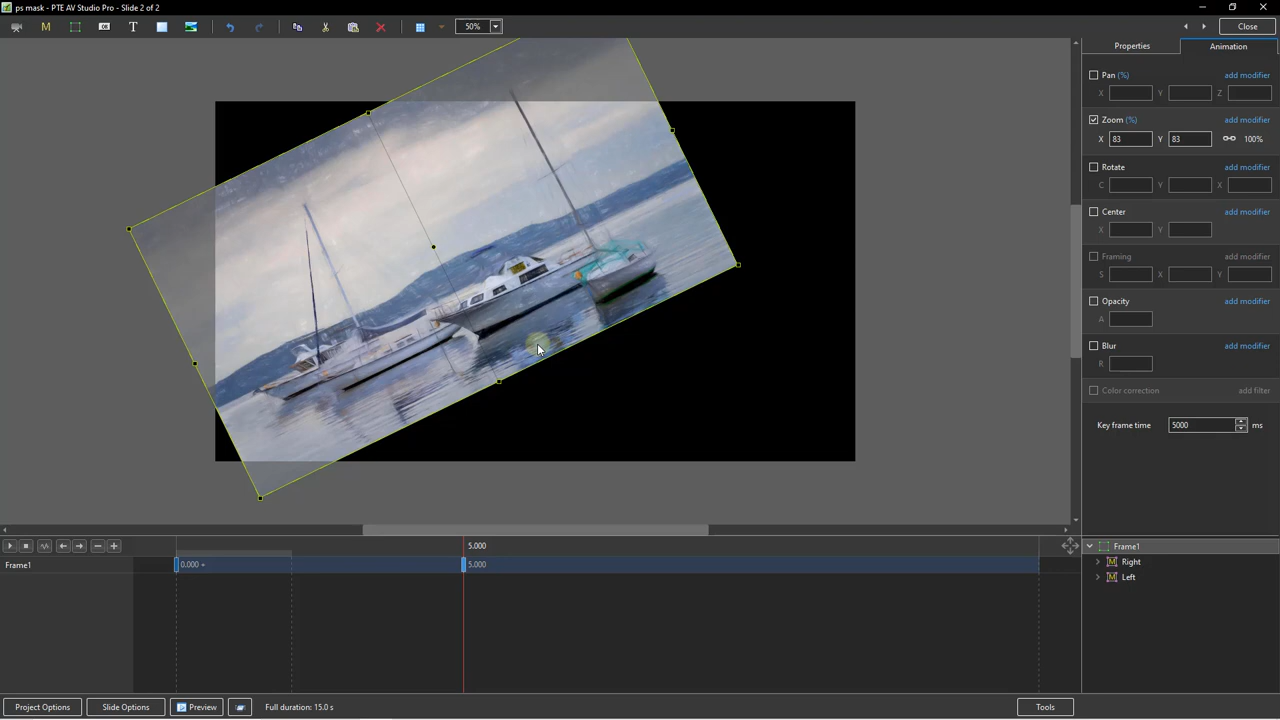 ps mask - PTE AV Studio Pro - Slide 2 of 2
M
OK
T
50%
Close
Properties
Animation
Pan (%)
add modifier
X
Y
Z
Zoom (%)
add modifier
X 83
Y 83
100%
Rotate
add modifier
C
Y
X
Center
add modifier
X
Y
Framing
add modifier
S
X
Y
Opacity
add modifier
A
Blur
add modifier
R
Color correction
add filter
Key frame time
5000
ms
5.000
Frame1
0.000 +
5.000
Frame1
M Right
M Left
Project Options
Slide Options
Preview
Full duration: 15.0 s
Tools